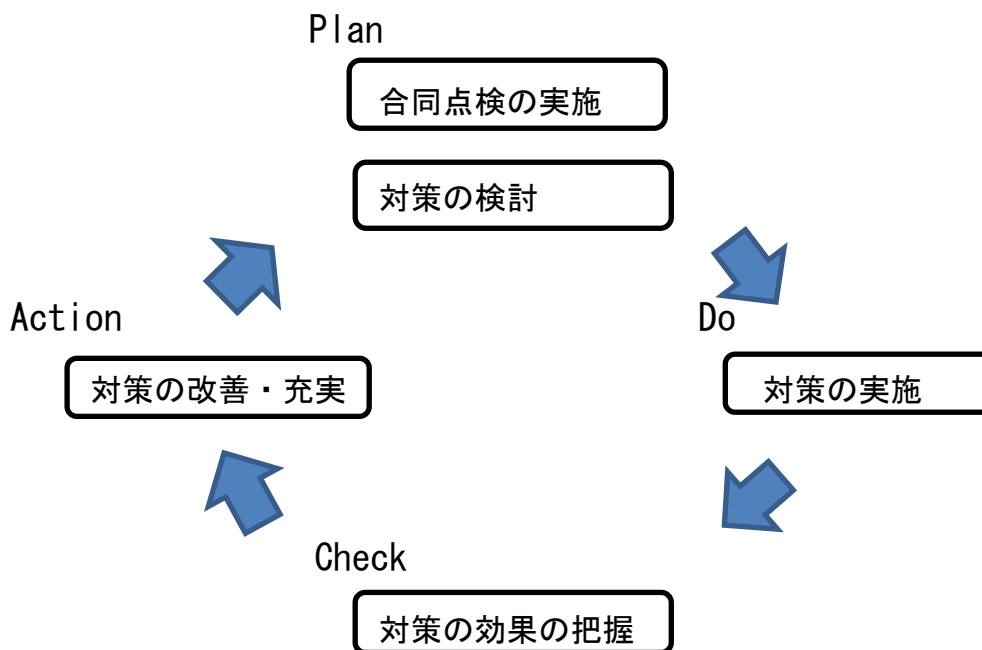 Plan
合同点検の実施
対策の検討
Action
Do
対策の改善・充実
対策の実施
Check
対策の効果の把握